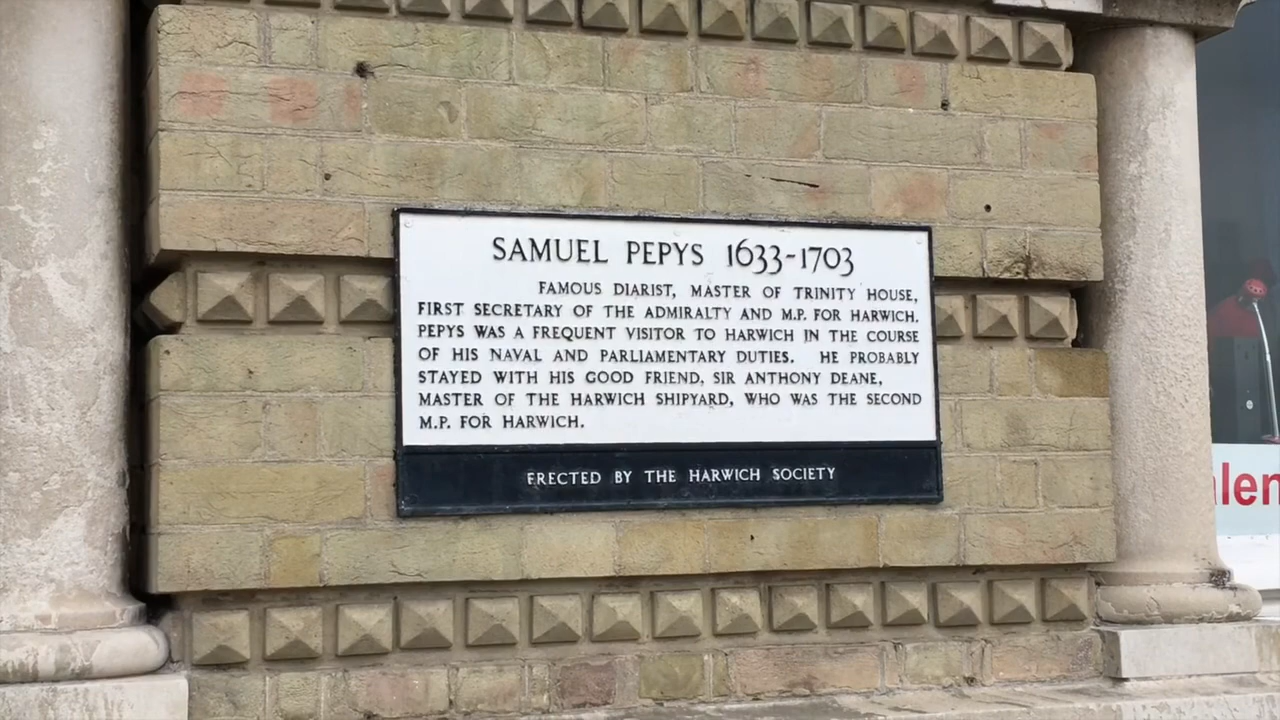 SAMUEL PEPYS 1633-1703
FAMOUS DIARIST, MASTER OF TRINITY HOUSE,
FIRST SECRETARY OF THE ADMIRALTY AND M.P. FOR HARWICH.
PEPYS WAS A FREQUENT VISITOR TO HARWICH IN THE COURSE
OF HIS NAVAL AND PARLIAMENTARY DUTIES. HE PROBABLY
STAYED WITH HIS GOOD FRIEND, SIR ANTHONY DEANE,
MASTER OF THE HARWICH SHIPYARD, WHO WAS THE SECOND
M.P. FOR HARWICH.
ERECTED BY THE HARWICH SOCIETY